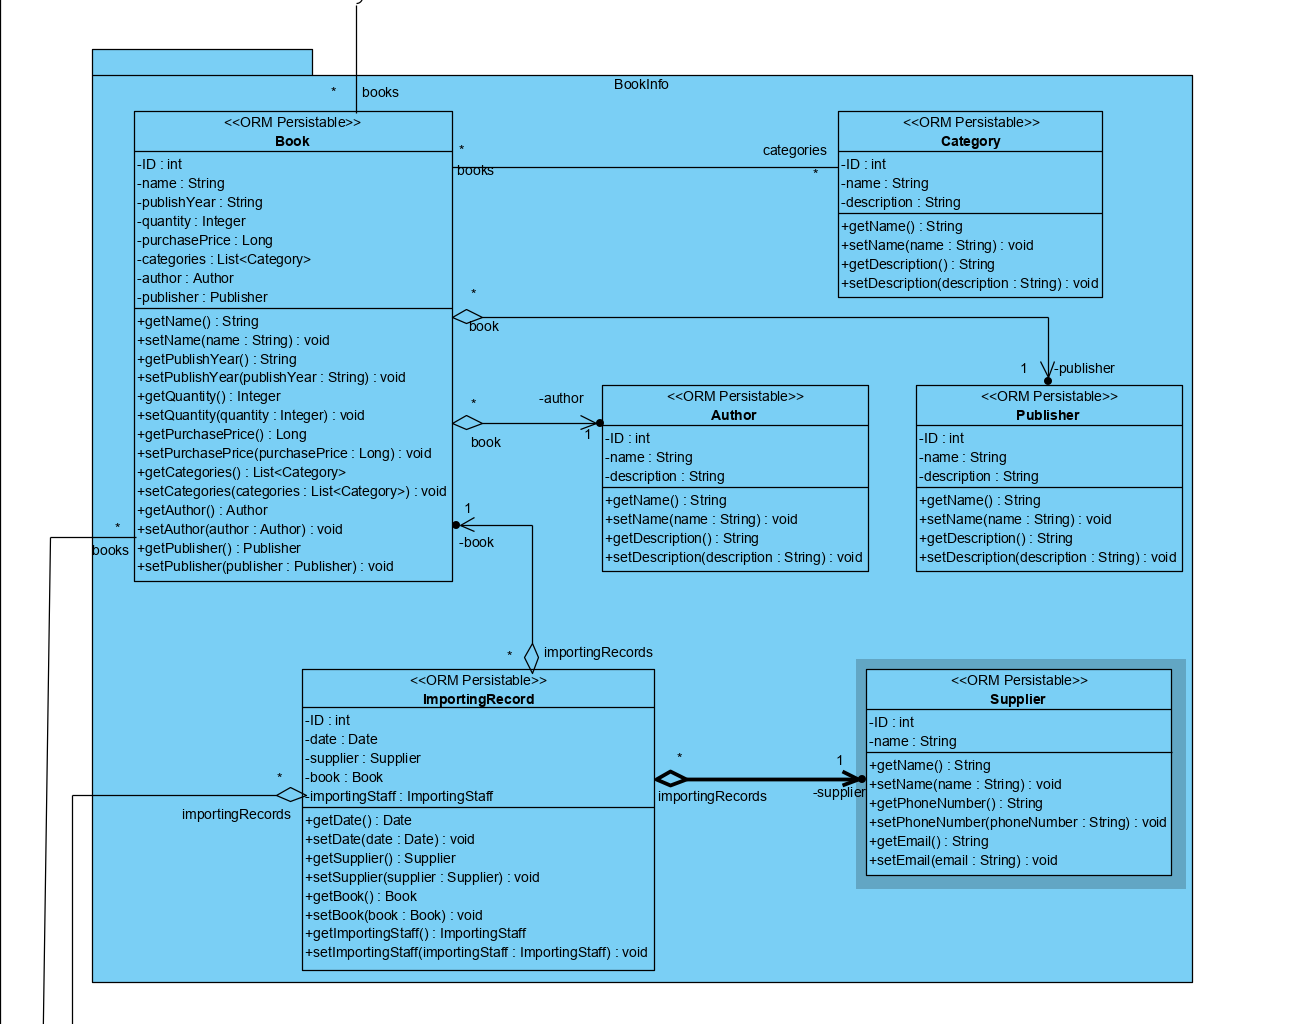 BookInfo
*
books
<<ORM Persistable>>
Book
-ID : int
-name : String
-publishYear : String
-quantity : Integer
-purchasePrice : Long
-categories : List<Category>
-author : Author
-publisher : Publisher
+getName() : String
+setName(name : String) : void
+getPublishYear() : String
+setPublishYear(publishYear : String) : void
+getQuantity() : Integer
+setQuantity(quantity : Integer) : void
+getPurchasePrice() : Long
+setPurchasePrice(purchasePrice : Long) : void
+getCategories() : List<Category>
+setCategories(categories : List<Category>) : void
+getAuthor() : Author
+setAuthor(author : Author) : void
+getPublisher() : Publisher
+setPublisher(publisher : Publisher) : void
*
books
categories
*
<<ORM Persistable>>
Category
-ID : int
-name : String
-description : String
+getName() : String
+setName(name : String) : void
+getDescription() : String
+setDescription(description : String) : void
*
book
1
-publisher
*
book
-author
1
<<ORM Persistable>>
Author
-ID : int
-name : String
-description : String
+getName() : String
+setName(name : String) : void
+getDescription() : String
+setDescription(description : String) : void
<<ORM Persistable>>
Publisher
-ID : int
-name : String
-description : String
+getName() : String
+setName(name : String) : void
+getDescription() : String
+setDescription(description : String) : void
1
-book
*
books
*
importingRecords
<<ORM Persistable>>
ImportingRecord
-ID : int
-date : Date
-supplier : Supplier
-book : Book
-importingStaff : ImportingStaff
+getDate() : Date
+setDate(date : Date) : void
+getSupplier() : Supplier
+setSupplier(supplier : Supplier) : void
+getBook() : Book
+setBook(book : Book) : void
+getImportingStaff() : ImportingStaff
+setImportingStaff(importingStaff : ImportingStaff) : void
*
importingRecords
*
importingRecords
1
-supplier
<<ORM Persistable>>
Supplier
-ID : int
-name : String
+getName() : String
+setName(name : String) : void
+getPhoneNumber() : String
+setPhoneNumber(phoneNumber : String) : void
+getEmail() : String
+setEmail(email : String) : void